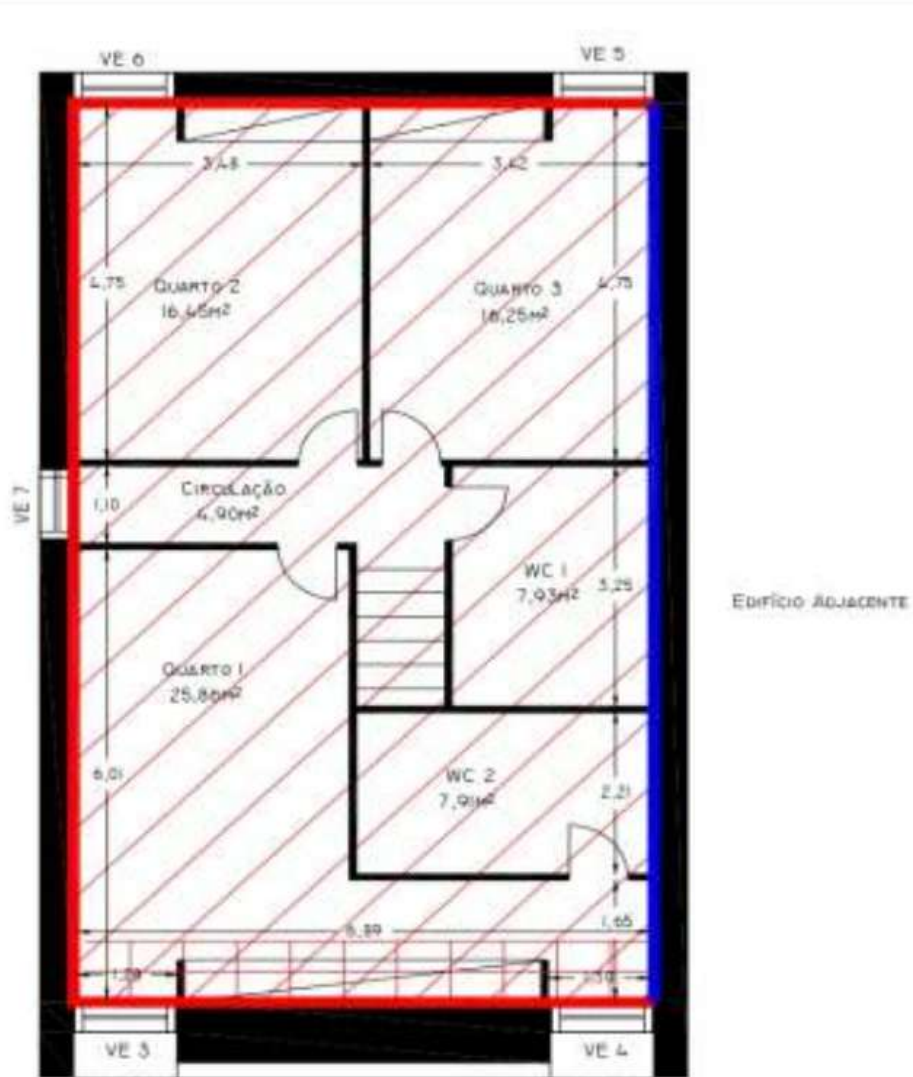 VE 6
VE 5
3,48
3,42
4,75
QUARTO 2
16,45m²
QUARTO 3
16,25m²
4,75
VE 7
1,10
CIRCULAÇÃO
4,90m²
WC 1
7,93m²
3,25
EDIFÍCIO ADJACENTE
QUARTO 1
25,86m²
6,01
WC 2
7,91m²
2,21
6,89
1,65
VE 3
VE 4